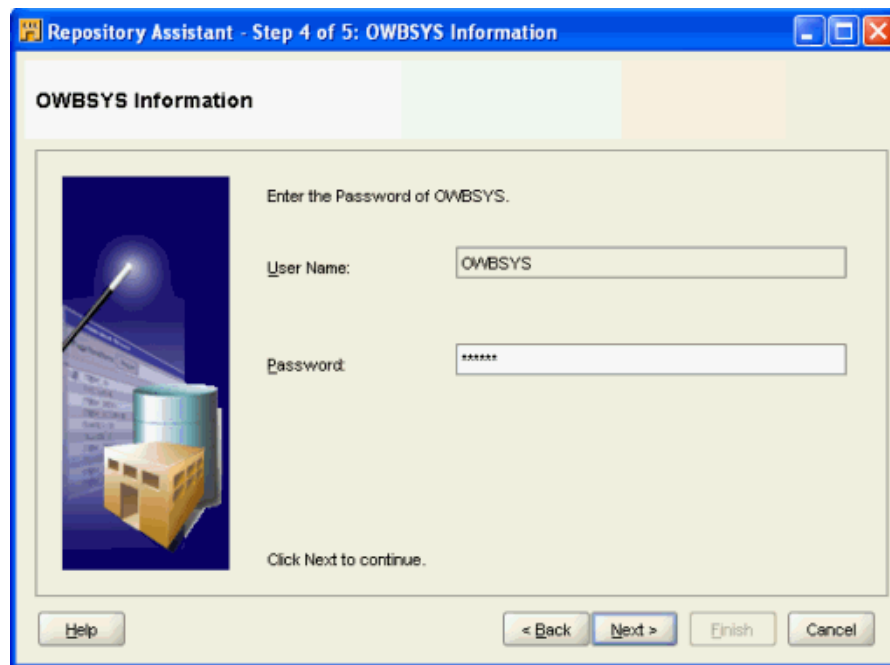 Repository Assistant - Step 4 of 5: OWBSYS Information
OWBSYS Information
Enter the Password of OWBSYS.
User Name:
OWBSYS
Password:
******
Click Next to continue.
Help
< Back
Next >
Finish
Cancel